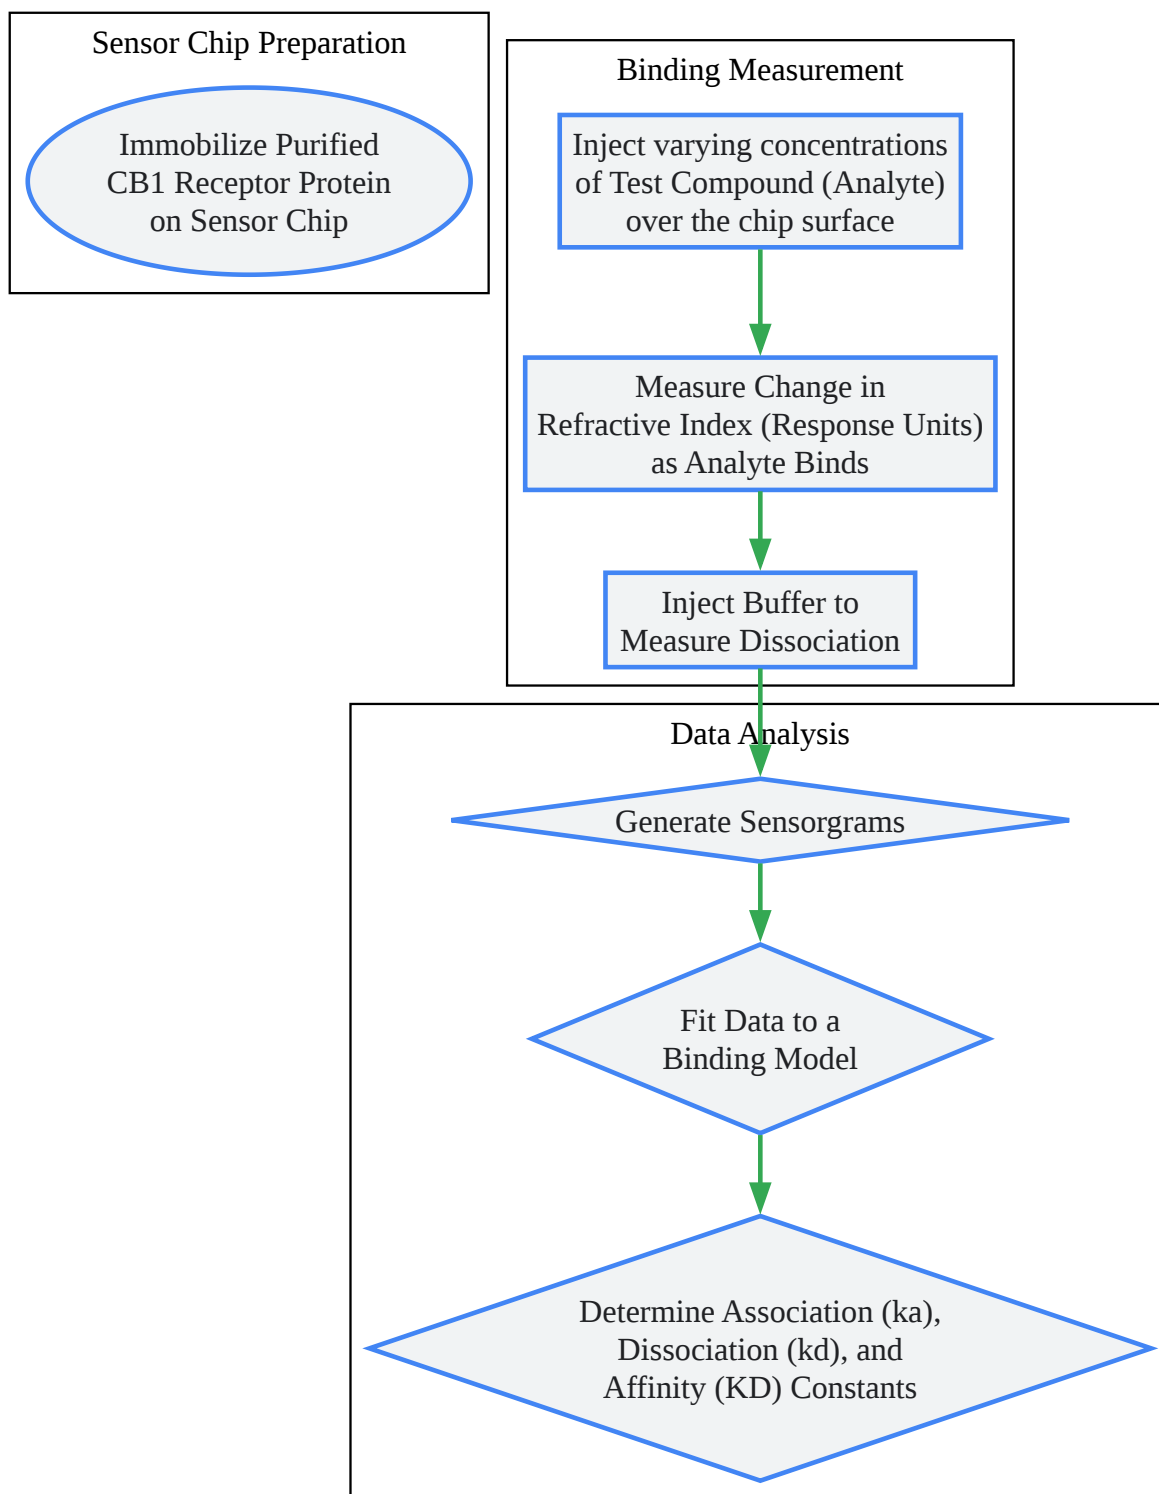 Sensor Chip Preparation
Immobilize Purified
CB1 Receptor Protein
on Sensor Chip
Binding Measurement
Inject varying concentrations
of Test Compound (Analyte)
over the chip surface
Measure Change in
Refractive Index (Response Units)
as Analyte Binds
Inject Buffer to
Measure Dissociation
Data Analysis
Generate Sensorgrams
Fit Data to a
Binding Model
Determine Association (ka),
Dissociation (kd), and
Affinity (KD) Constants